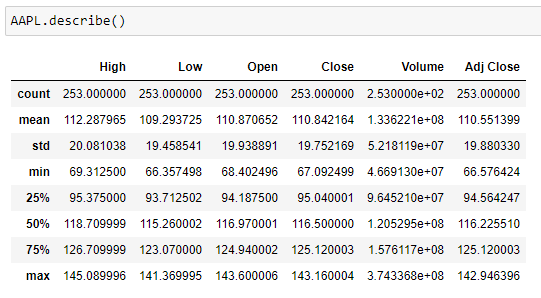 AAPL.describe()
High Low Open Close Volume Adj Close
count 253.000000 253.000000 253.000000 253.000000 2.530000e+02 253.000000
mean 112.287965 109.293725 110.870652 110.842164 1.336221e+08 110.551399
std 20.081038 19.458541 19.938891 19.752169 5.218119e+07 19.880330
min 69.312500 66.357498 68.402496 67.092499 4.669130e+07 66.576424
25% 95.375000 93.712502 94.187500 95.040001 9.645210e+07 94.564247
50% 118.709999 115.260002 116.970001 116.500000 1.205295e+08 116.225510
75% 126.709999 123.070000 124.940002 125.120003 1.576117e+08 125.120003
max 145.089996 141.369995 143.600006 143.160004 3.743368e+08 142.946396